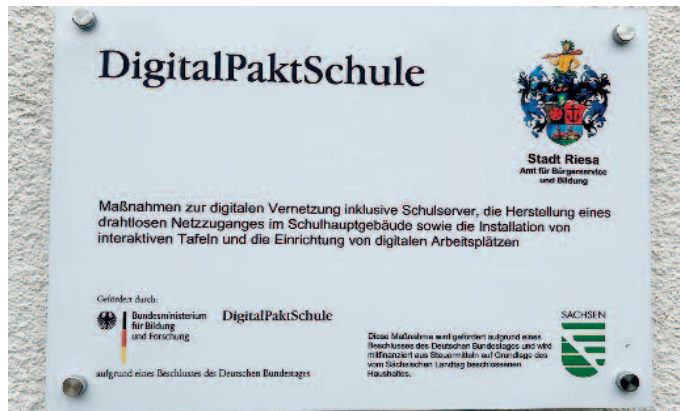 DigitalPaktSchule
Stadt Riesa
Amt für Bürgerservice
und Bildung
Maßnahmen zur digitalen Vernetzung inklusive Schulserver, die Herstellung eines
drahtlosen Netzzuganges im Schulhauptgebäude sowie die Installation von
interaktiven Tafeln und die Einrichtung von digitalen Arbeitsplätzen
Gefördert durch:
Bundesministerium
für Bildung
und Forschung
DigitalPaktSchule
aufgrund eines Beschlusses des Deutschen Bundestages
Diese Maßnahme wird gefördert aufgrund eines
Beschlusses des Deutschen Bundestages und wird
mitfinanziert aus Steuermitteln auf Grundlage des
vom Sächsischen Landtag beschlossenen
Haushaltes.
SACHSEN